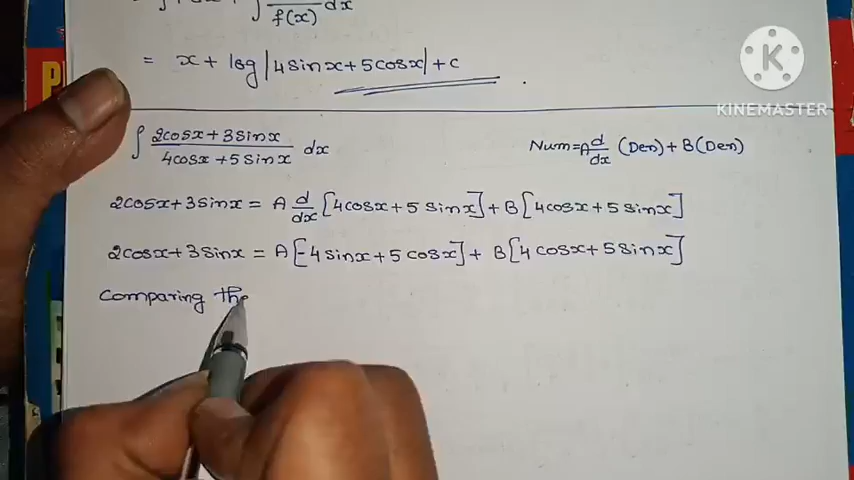 f(x) dx
= x + log |4sinx + 5cosx| + c
K
KINEMASTER
∫ 2cosx + 3sinx / 4cosx + 5sinx dx
Num = A d/dx (Den) + B(Den)
2cosx + 3sinx = A d/dx [4cosx + 5sinx] + B[4cosx + 5sinx]
2cosx + 3sinx = A[-4sinx + 5cosx] + B[4cosx + 5sinx]
comparing the